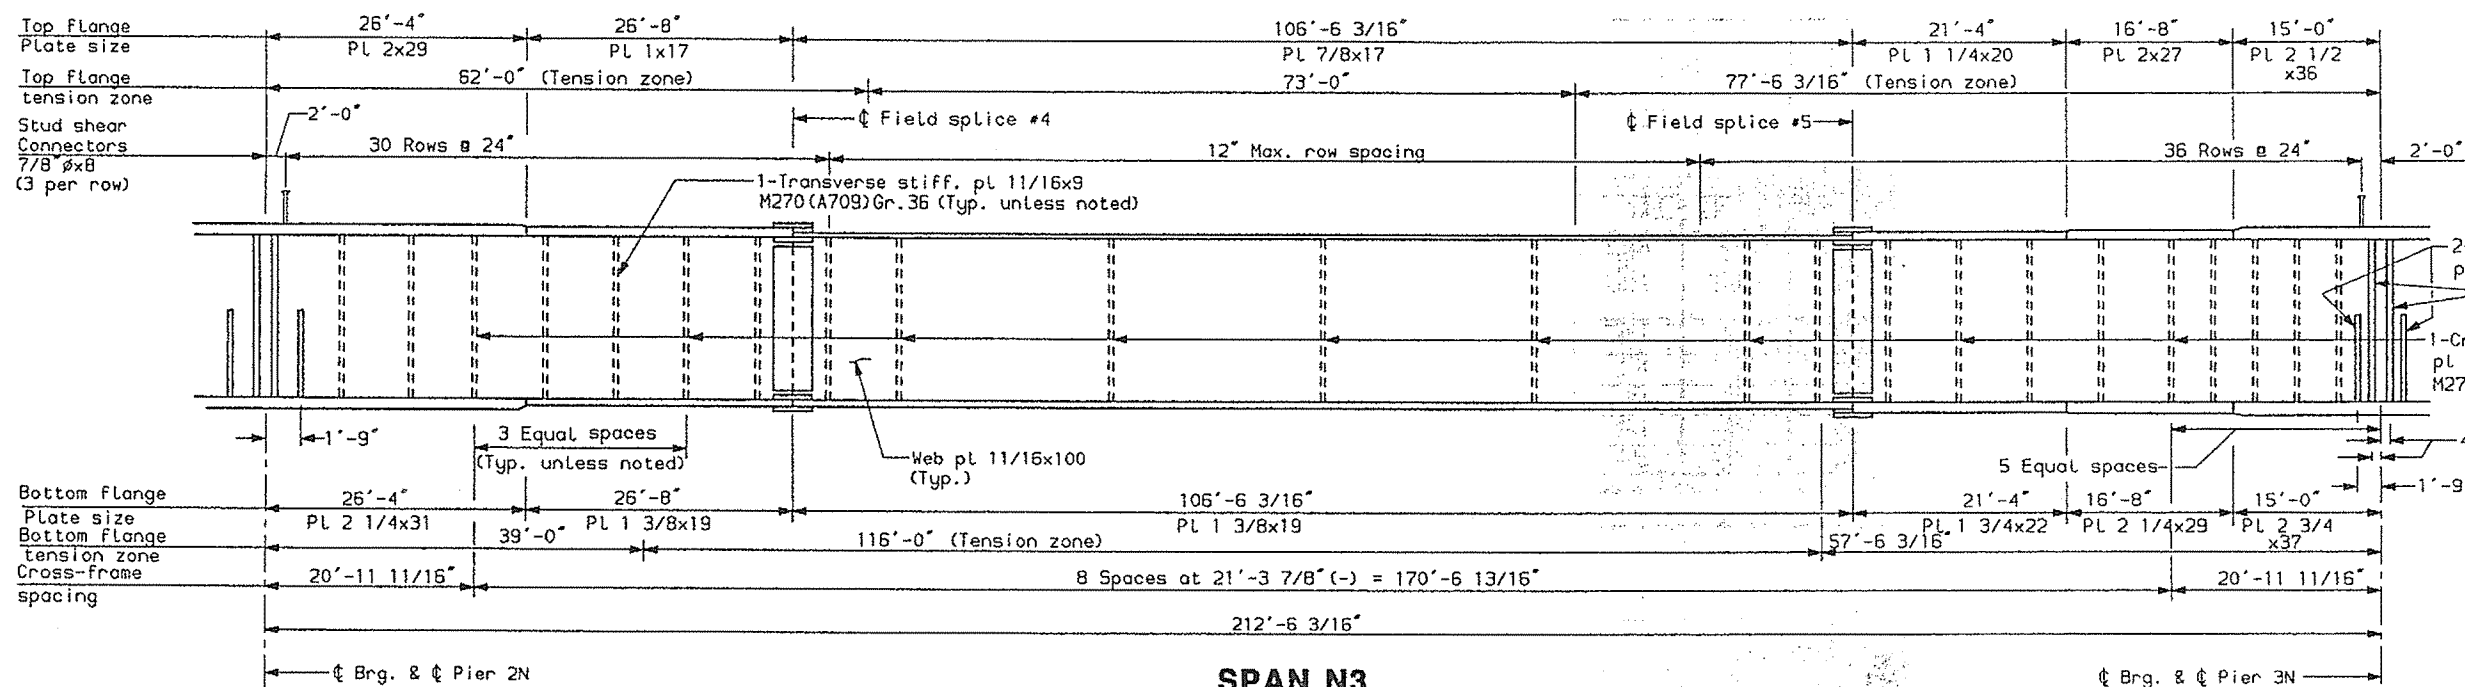 Top flange
Plate size
26'-4"
Pl 2x29
26'-8"
Pl 1x17
106'-6 3/16"
Pl 7/8x17
21'-4"
Pl 1 1/4x20
16'-8"
Pl 2x27
15'-0"
Pl 2 1/2
x36
Top flange
tension zone
62'-0" (Tension zone)
73'-0"
77'-6 3/16" (Tension zone)
Stud shear
Connectors
7/8"øx8
(3 per row)
2'-0"
30 Rows @ 24"
℄ Field splice #4
12" Max. row spacing
℄ Field splice #5
36 Rows @ 24"
2'-0"
1-Transverse stiff. pl 11/16x9
M270(A709)Gr.36 (Typ. unless noted)
2-
p
1-Cr
pl
M27
1'-9"
3 Equal spaces
(Typ. unless noted)
Web pl 11/16x100
(Typ.)
5 Equal spaces
4
1'-9
Bottom flange
Plate size
26'-4"
Pl 2 1/4x31
26'-8"
Pl 1 3/8x19
106'-6 3/16"
Pl 1 3/8x19
21'-4"
Pl 1 3/4x22
16'-8"
Pl 2 1/4x29
15'-0"
Pl 2 3/4
x37
Bottom flange
tension zone
39'-0"
116'-0" (Tension zone)
57'-6 3/16"
Cross-frame
spacing
20'-11 11/16"
8 Spaces at 21'-3 7/8"(-) = 170'-6 13/16"
20'-11 11/16"
212'-6 3/16"
℄ Brg. & ℄ Pier 2N
SPAN N3
℄ Brg. & ℄ Pier 3N